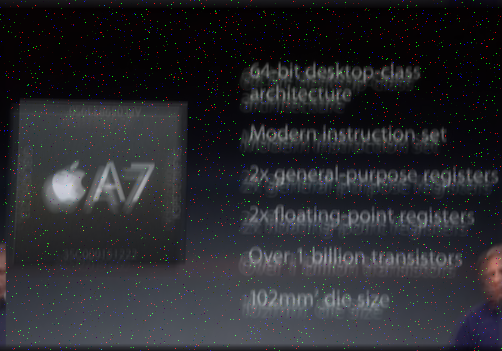 64-bit desktop-class
architecture
Modern instruction set
2x general-purpose registers
2x floating-point registers
Over 1 billion transistors
102mm² die size
A7